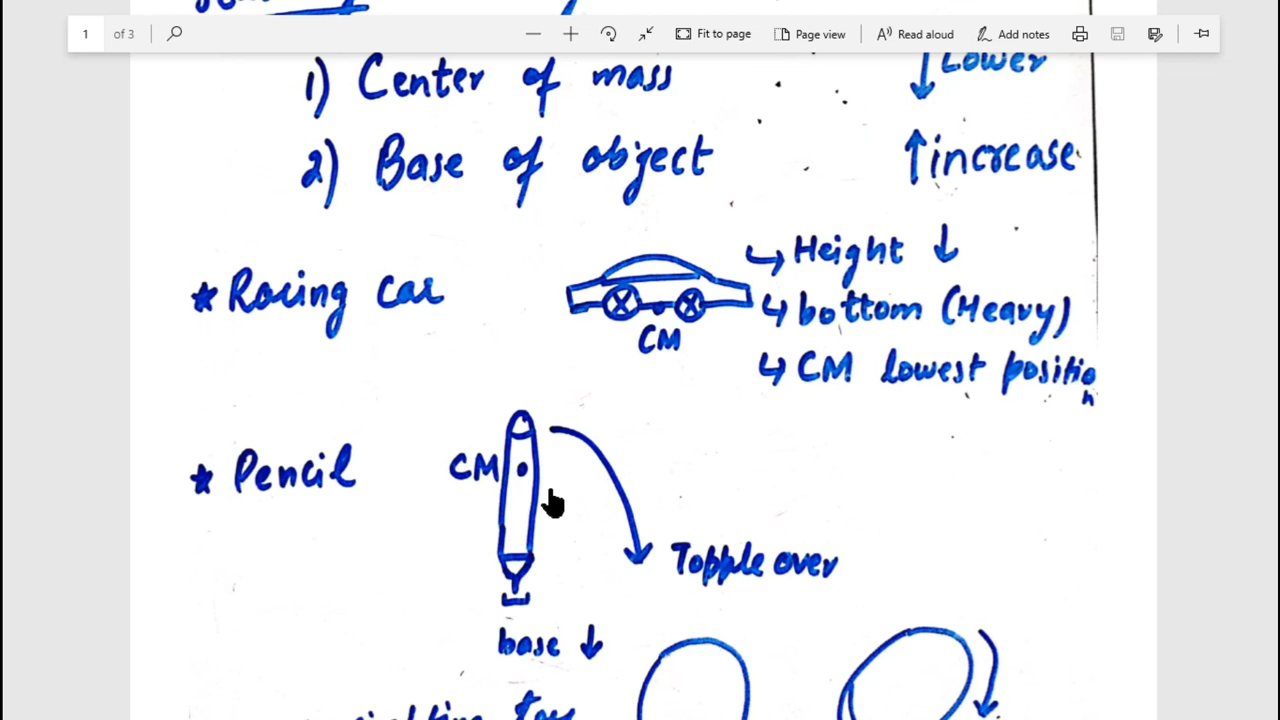 1 of 3 Fit to page Page view Read aloud Add notes
1) Center of mass ↓ Lower
2) Base of object ↑ increase
* Racing car
↳ Height ↓
↳ bottom (Heavy)
CM
↳ CM lowest position
* Pencil
CM
Topple over
base ↓